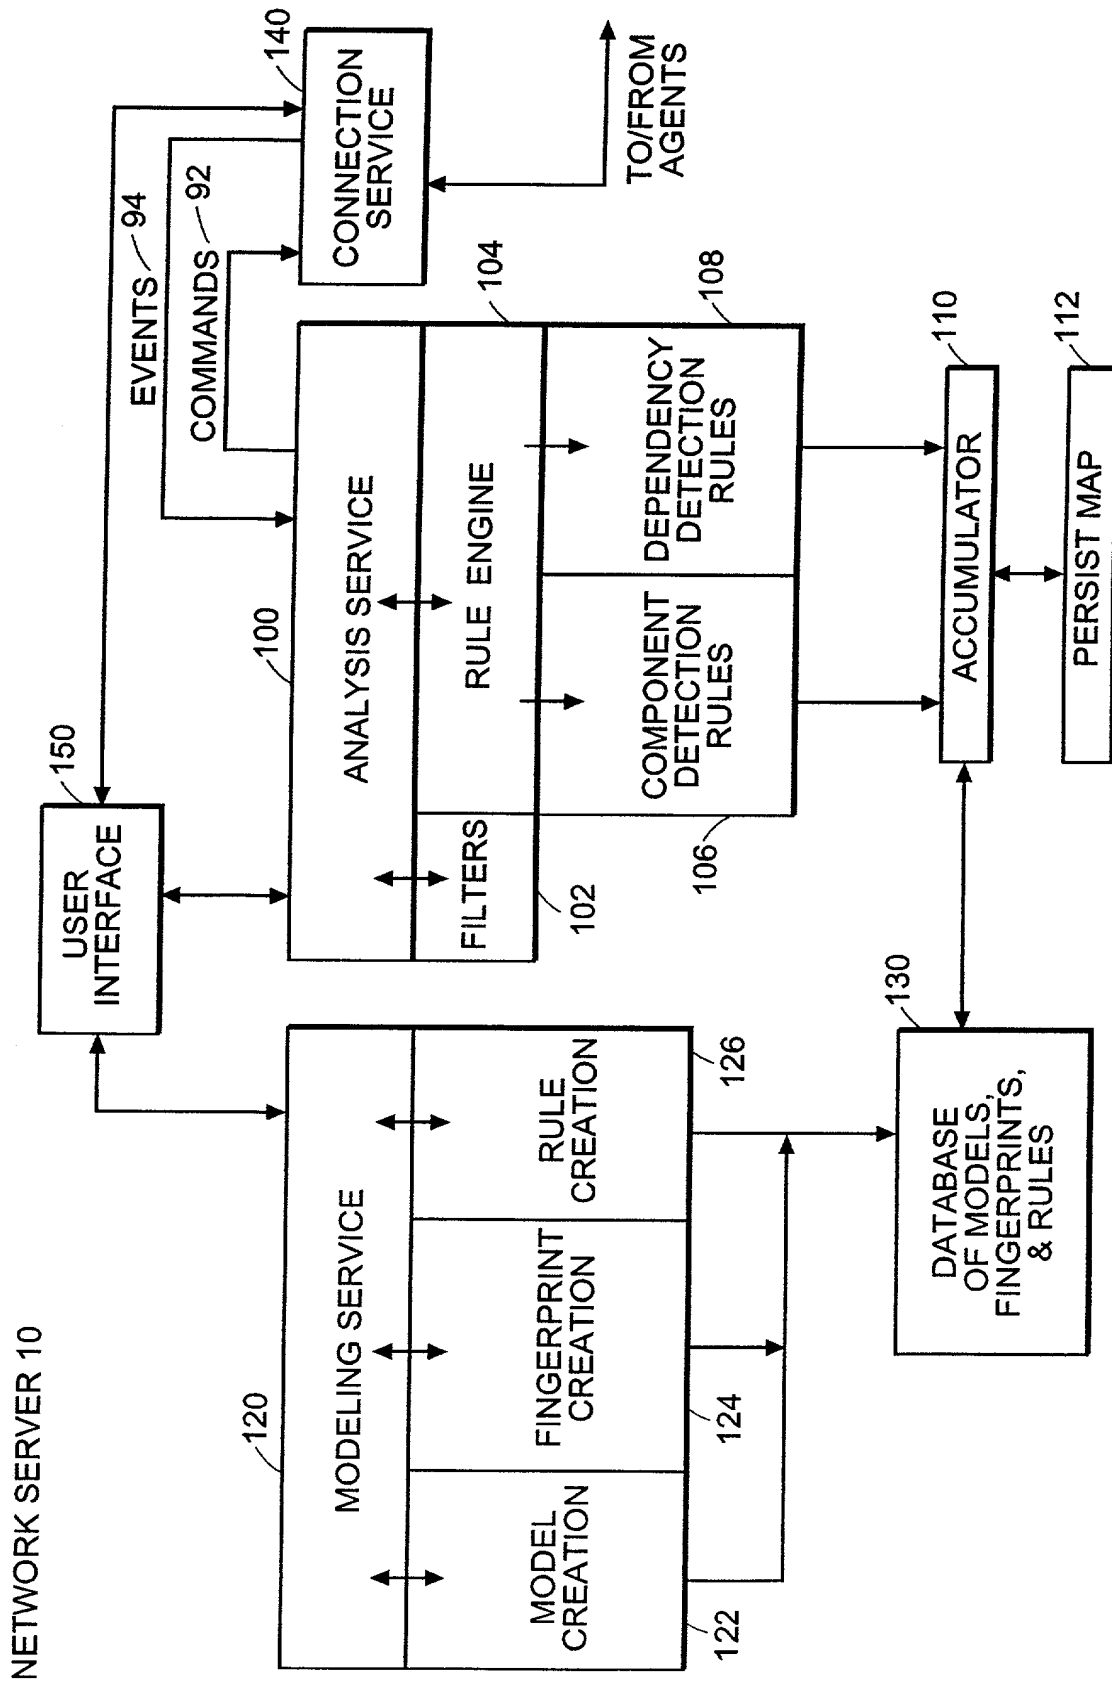 NETWORK SERVER 10
USER
INTERFACE
150
EVENTS
94
COMMANDS
92
140
CONNECTION
SERVICE
TO/FROM
AGENTS
120
MODELING SERVICE
MODEL
CREATION
122
FINGERPRINT
CREATION
124
RULE
CREATION
126
100
ANALYSIS SERVICE
FILTERS
102
RULE ENGINE
104
COMPONENT
DETECTION
RULES
106
DEPENDENCY
DETECTION
RULES
108
DATABASE
OF MODELS,
FINGERPRINTS,
& RULES
130
ACCUMULATOR
110
PERSIST MAP
112